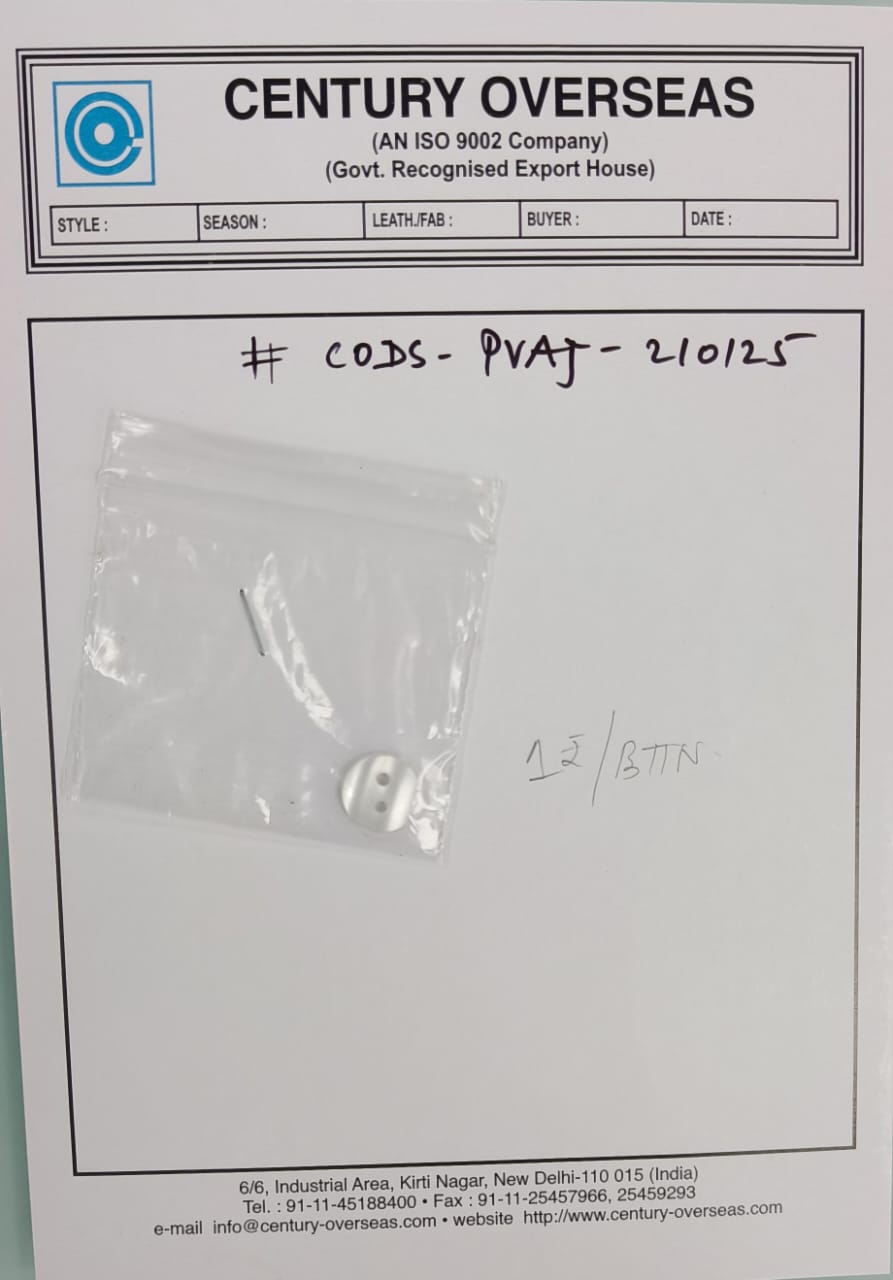 CENTURY OVERSEAS
(AN ISO 9002 Company)
(Govt. Recognised Export House)
STYLE : SEASON : LEATH./FAB : BUYER : DATE :
# CODS - PVAJ - 210125
/BTTN
6/6, Industrial Area, Kirti Nagar, New Delhi-110 015 (India)
Tel. : 91-11-45188400 • Fax : 91-11-25457966, 25459293
e-mail info@century-overseas.com • website http://www.century-overseas.com